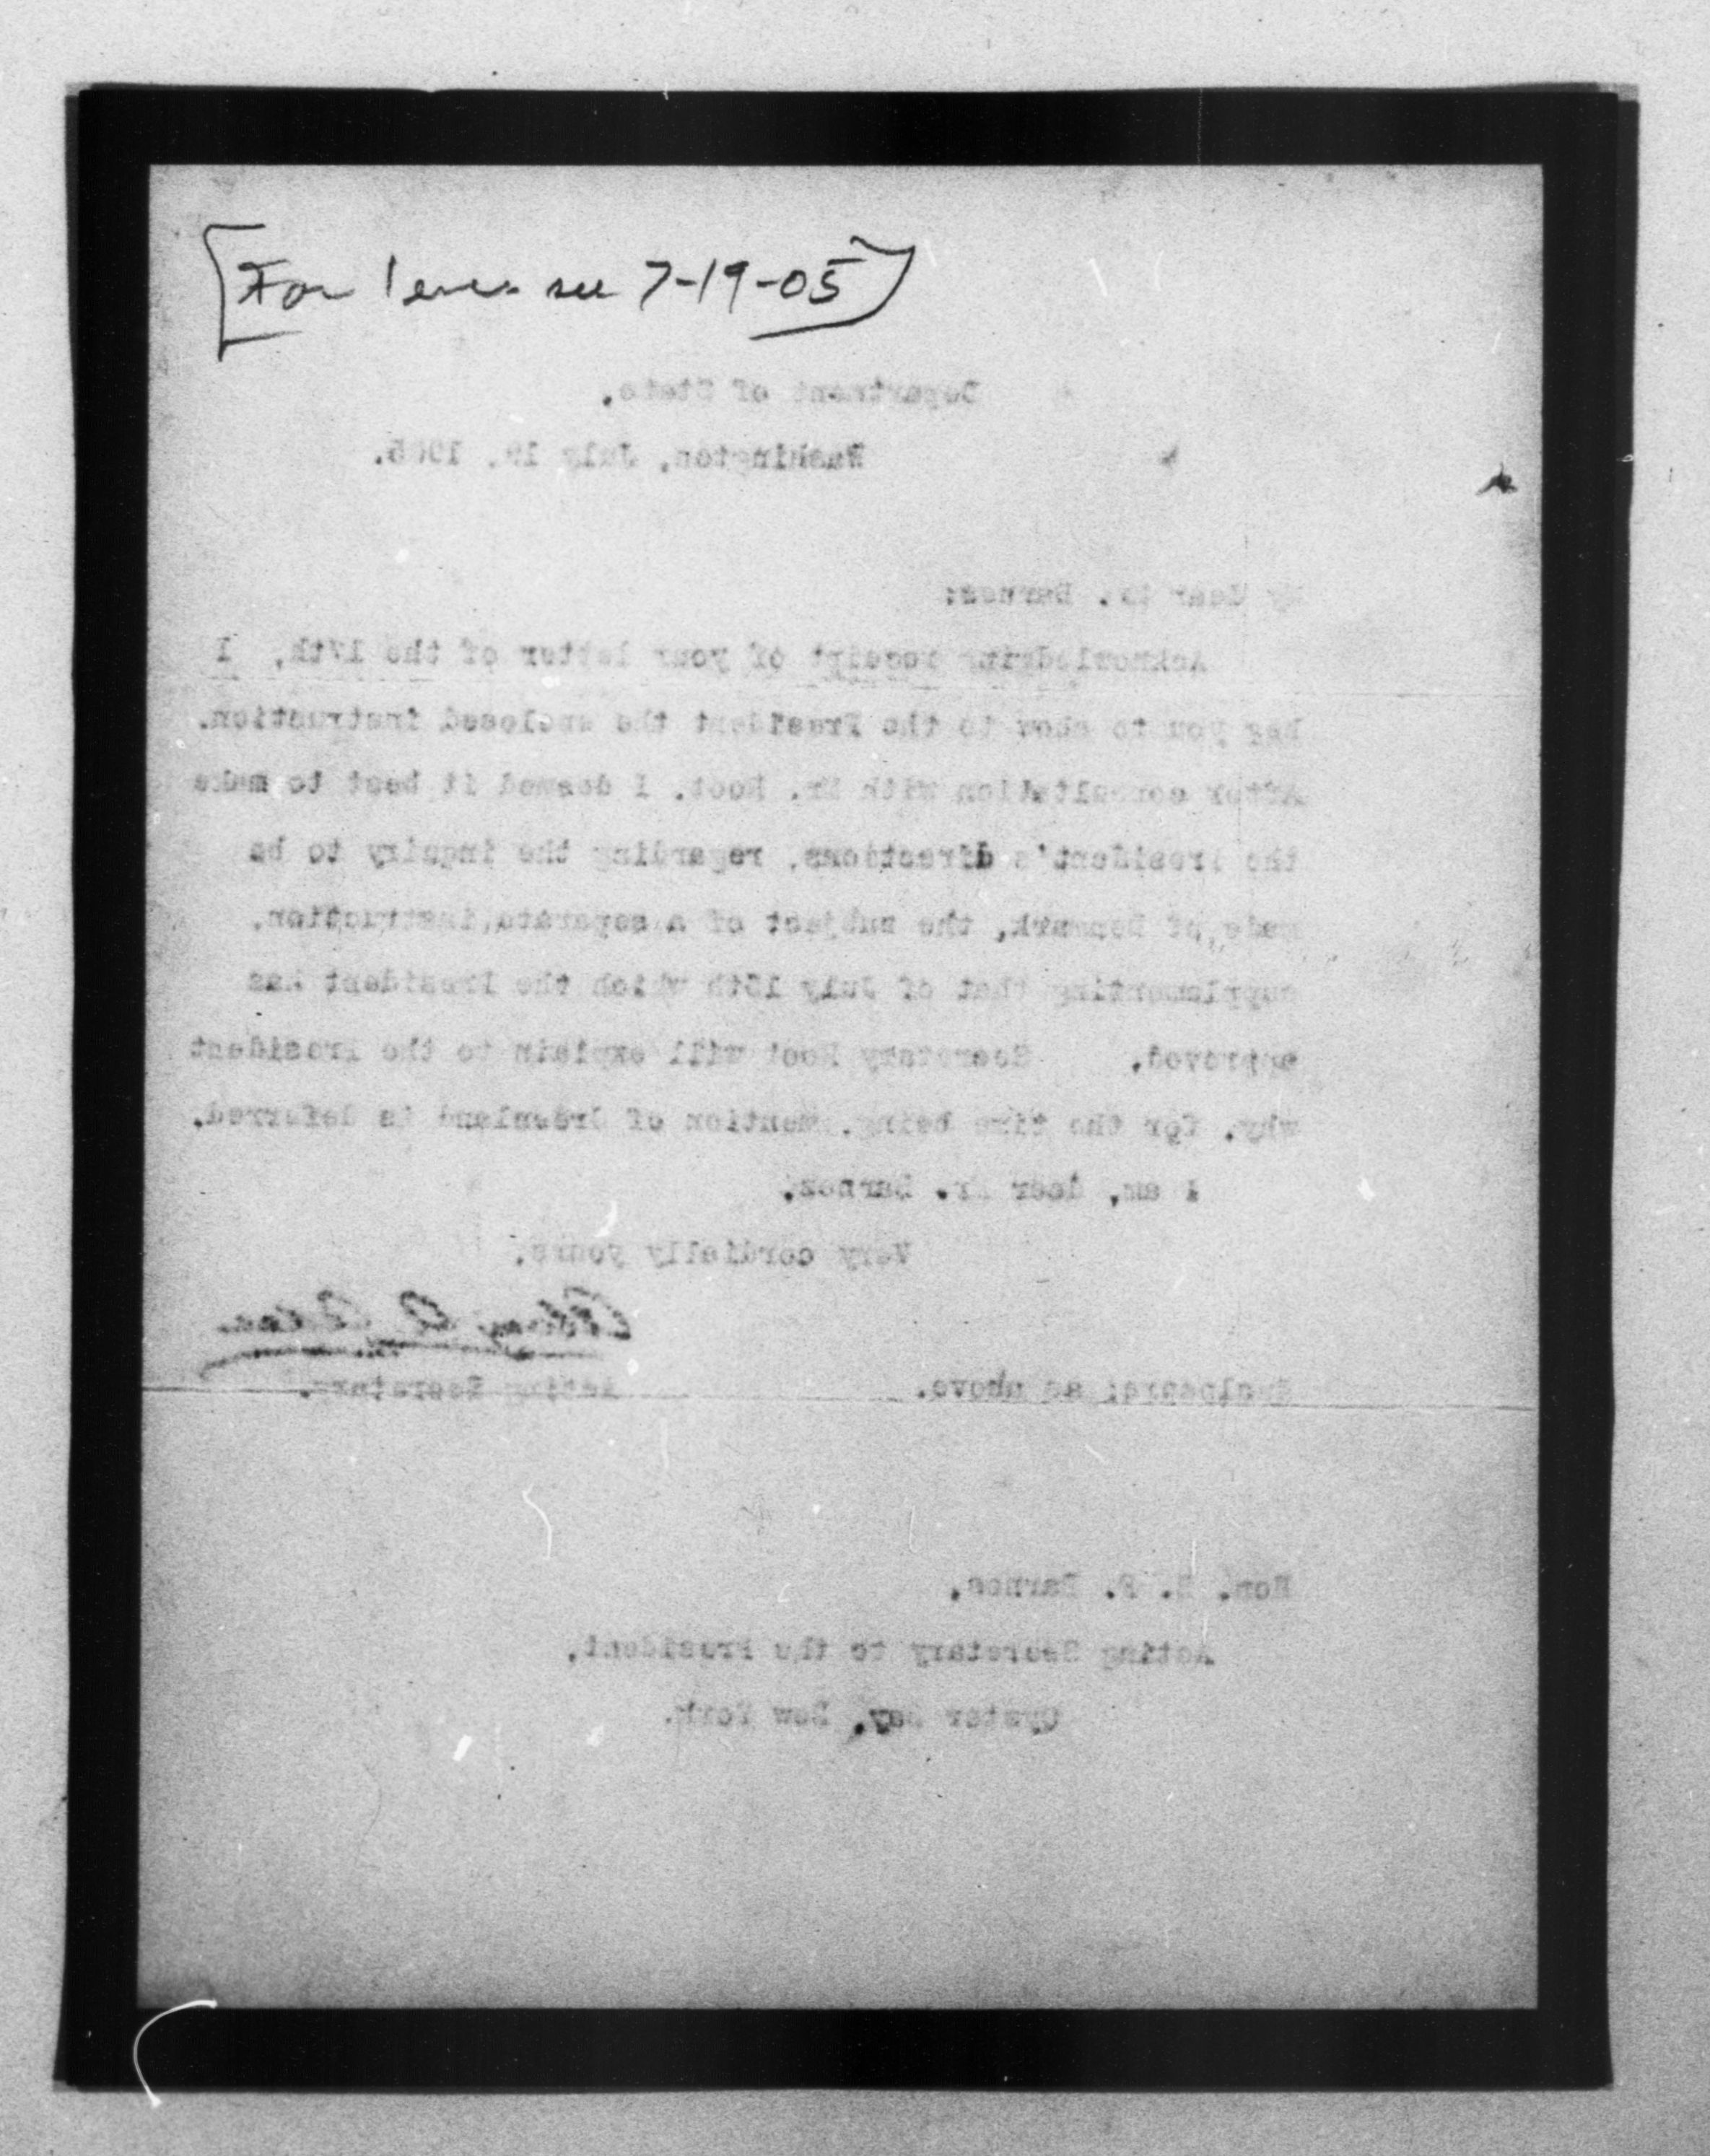 [For 1 encl. see 7-19-05]
Department of State,
Washington, July 19, 1905.
My dear Mr. Barnes:
Acknowledging receipt of your letter of the 17th, I
beg you to show to the President the enclosed instruction.
After consultation with Mr. Root, I deemed it best to make
the President's directions, regarding the inquiry to be
made of Denmark, the subject of a separate instruction,
supplementing that of July 15th which the President has
approved. Secretary Root will explain to the President
why, for the time being, mention of Greenland is deferred.
I am, dear Mr. Barnes,
Very cordially yours,
Alvey A. Adee
Acting Secretary.
Enclosure: as above.
Hon. B. F. Barnes,
Acting Secretary to the President,
Oyster Bay, New York.